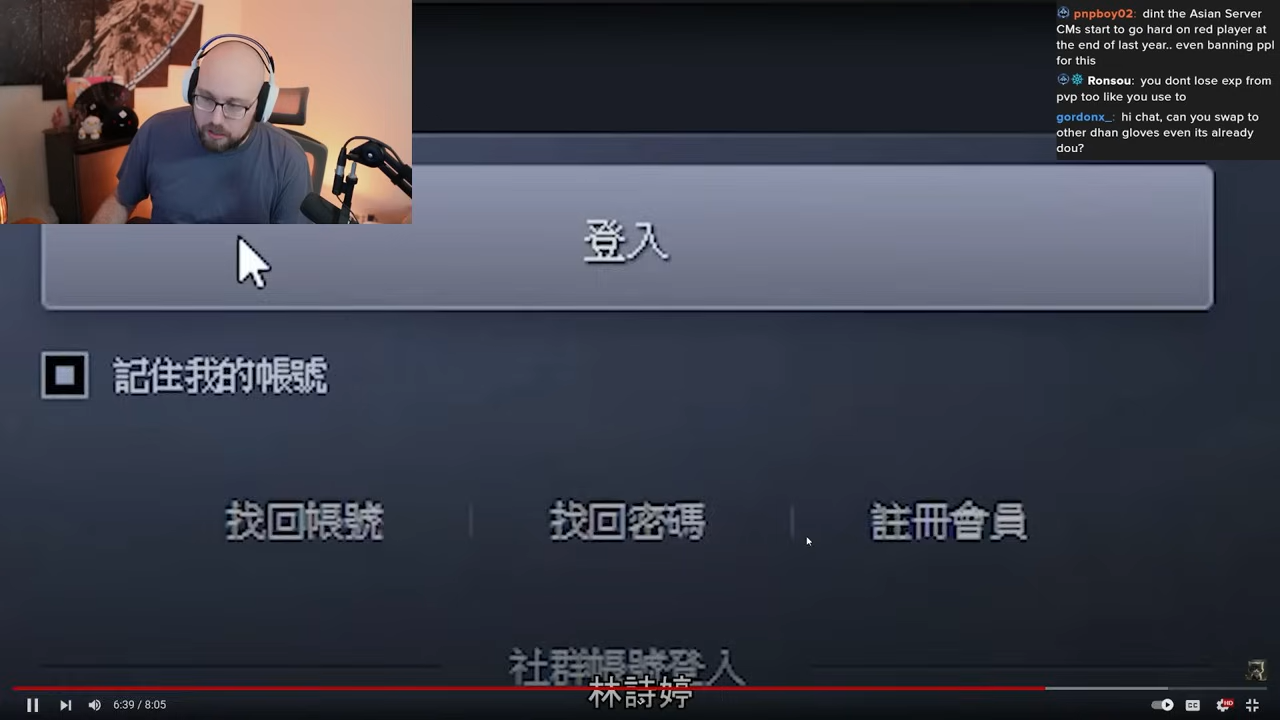 pnpboy02: dint the Asian Server
CMs start to go hard on red player at
the end of last year.. even banning ppl
for this
Ronsou: you dont lose exp from
pvp too like you use to
gordonx_: hi chat, can you swap to
other dhan gloves even its already
dou?
登入
記住我的帳號
找回帳號
找回密碼
註冊會員
社群帳號登入
林詩婷
6:39 / 8:05
CC
HD